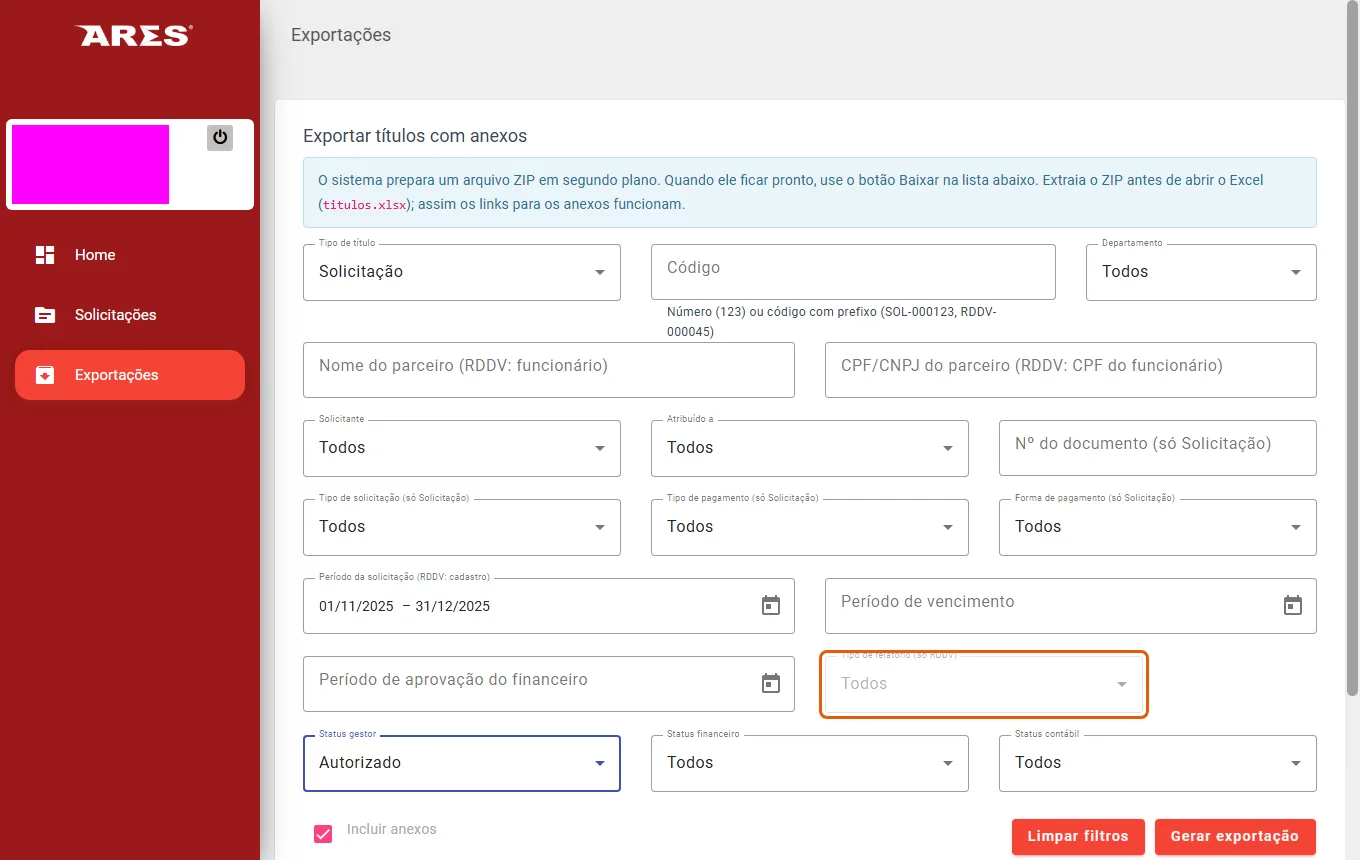 ARES
Exportações
Home
Solicitações
Exportações
Exportar títulos com anexos
O sistema prepara um arquivo ZIP em segundo plano. Quando ele ficar pronto, use o botão Baixar na lista abaixo. Extraia o ZIP antes de abrir o Excel
(titulos.xlsx); assim os links para os anexos funcionam.
Tipo de título
Solicitação
Código
Número (123) ou código com prefixo (SOL-000123, RDDV-
000045)
Departamento
Todos
Nome do parceiro (RDDV: funcionário)
CPF/CNPJ do parceiro (RDDV: CPF do funcionário)
Solicitante
Todos
Atribuído a
Todos
Nº do documento (só Solicitação)
Tipo de solicitação (só Solicitação)
Todos
Tipo de pagamento (só Solicitação)
Todos
Forma de pagamento (só Solicitação)
Todos
Período da solicitação (RDDV: cadastro)
01/11/2025 – 31/12/2025
Período de vencimento
Período de aprovação do financeiro
Tipo de relatório (só RDDV)
Todos
Status gestor
Autorizado
Status financeiro
Todos
Status contábil
Todos
Incluir anexos
Limpar filtros
Gerar exportação